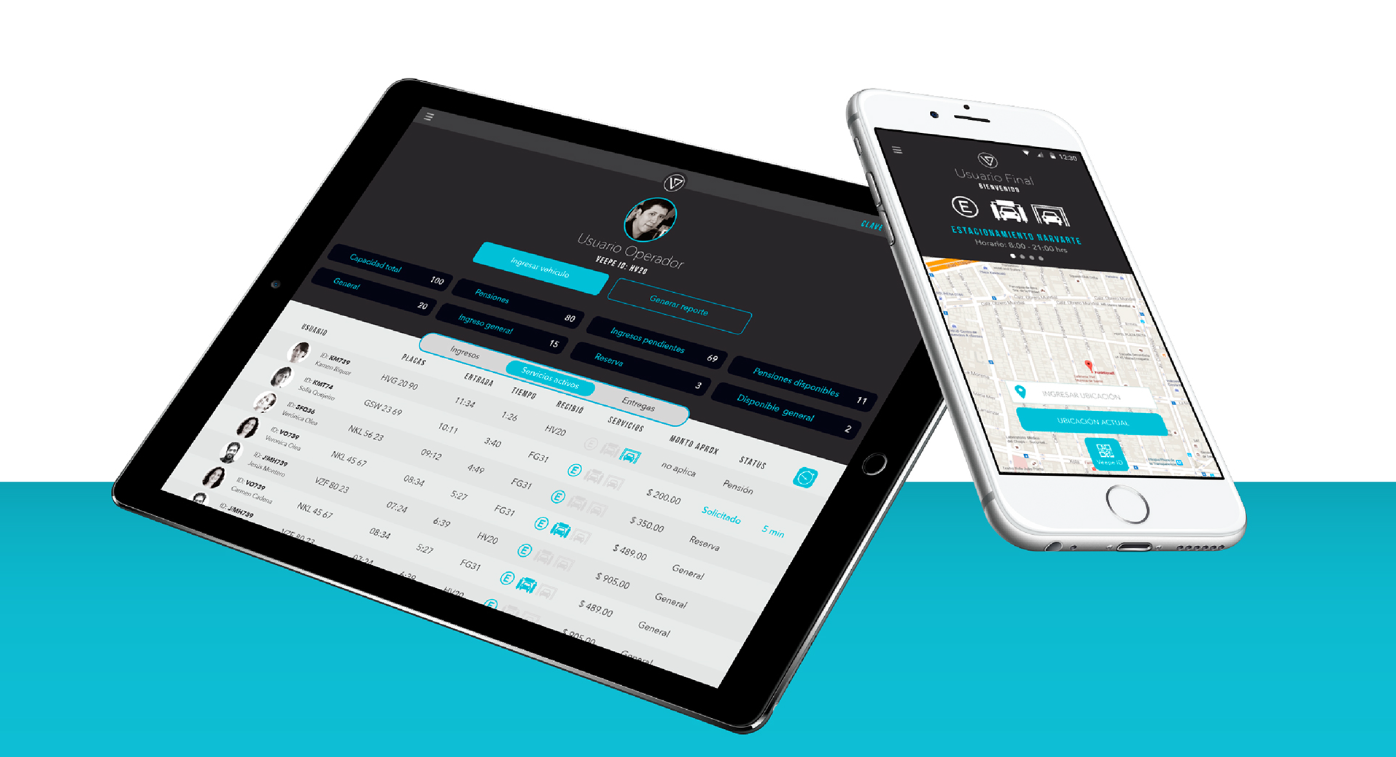 CLAVE
Usuario Operador
VEEPE ID: HV20
Ingresar vehículo
Generar reporte
Capacidad total 100
Pensiones 80
Ingresos pendientes 69
Pensiones disponibles 11
General 20
Ingreso general 15
Reserva 3
Disponible general 2
Ingresos
Servicios activos
Entregas
USUARIO PLACAS ENTRADA TIEMPO RECIBIO SERVICIOS MONTO APROX STATUS
ID: KM739
HVG 20 90 11:34 1:26 HV20 no aplica Pensión
ID: KMT74
Sofía Quejeiro
GSW 23 69 10:11 3:40 FG31 E $ 200.00 Solicitado 5 min
Verónica Oliva
NKL 56 23 09:12 4:49 FG31 E $ 350.00 Reserva
ID: VO739
Verónica Oliva
NKL 45 67 08:34 5:27 FG31 E $ 489.00 General
ID: JMH739
Jesús Montero
VZF 80 23 07:24 6:39 HV20 E $ 905.00 General
ID: VO739
Carmen Cadena
NKL 45 67 08:34 5:27 FG31 E $ 489.00 General
ID: JMH739
VZF 80 23 07:24 6:39 HV20 E $ 905.00 General
12:30
Usuario Final
BIENVENIDO
E
ESTACIONAMIENTO NARVARTE
Horario: 8:00 - 21:00 hrs
INGRESAR UBICACIÓN
UBICACIÓN ACTUAL
Veepe ID